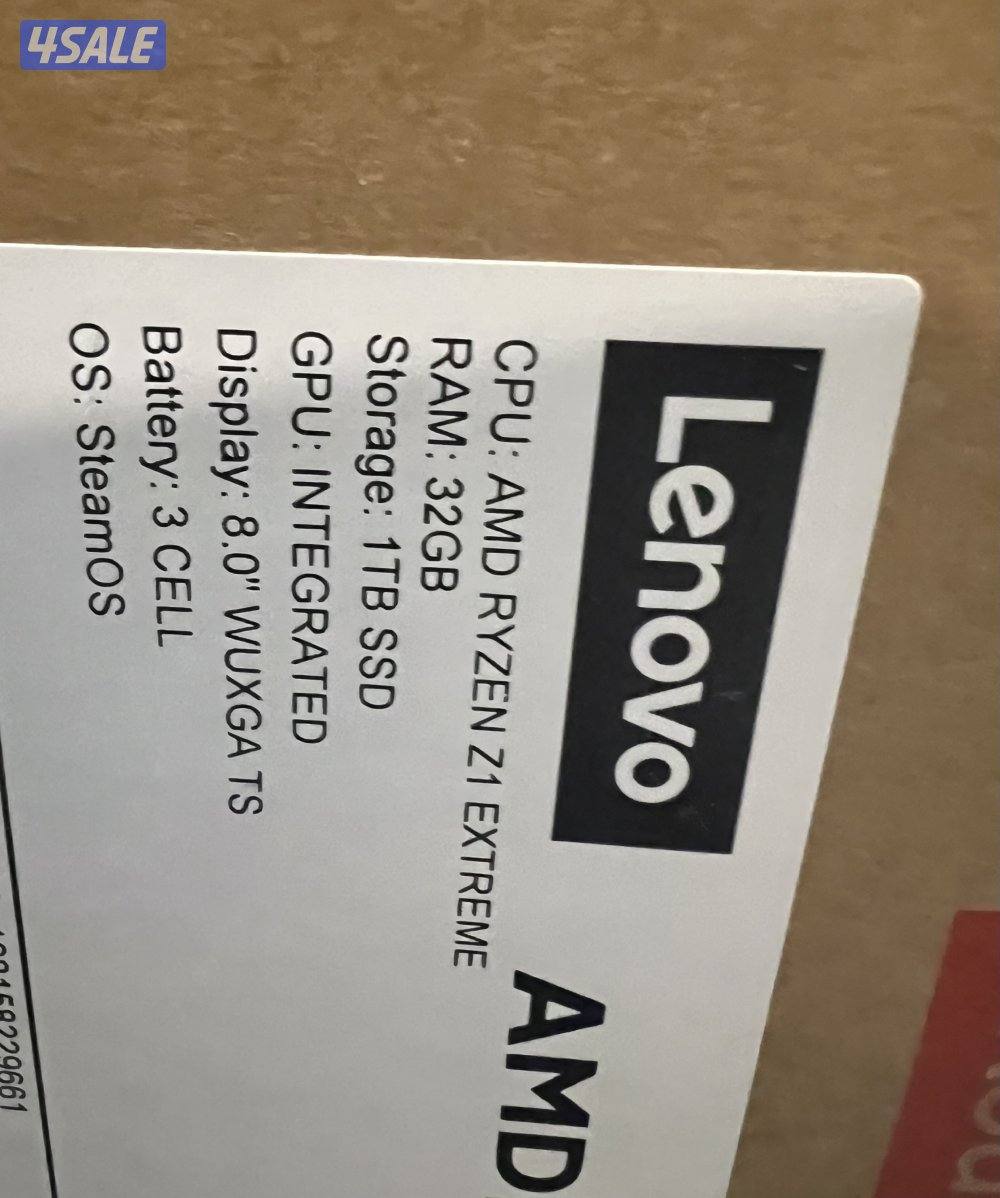 4SALE
Lenovo
CPU: AMD RYZEN Z1 EXTREME
RAM: 32GB
Storage: 1TB SSD
GPU: INTEGRATED
Display: 8.0" WUXGA TS
Battery: 3 CELL
OS: SteamOS
AMD